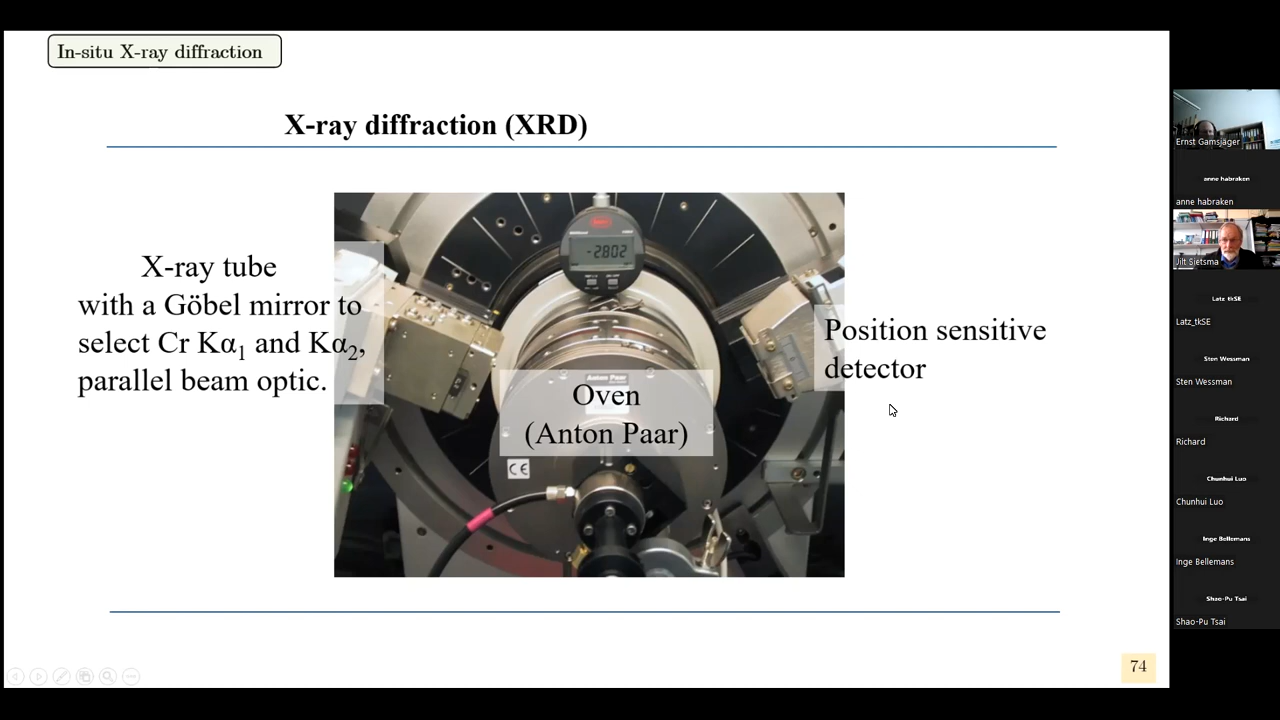 In-situ X-ray diffraction
X-ray diffraction (XRD)
X-ray tube
with a Göbel mirror to
select Cr Kα1 and Kα2,
parallel beam optic.
-2802
Anton Paar
Oven
(Anton Paar)
CE
Position sensitive
detector
74
Ernst Gamsjäger
anne habraken
anne habraken
Jilt Sietsma
Latz_tkSE
Latz_tkSE
Sten Wessman
Sten Wessman
Richard
Richard
Chunhui Luo
Chunhui Luo
Inge Bellemans
Inge Bellemans
Shao-Pu Tsai
Shao-Pu Tsai